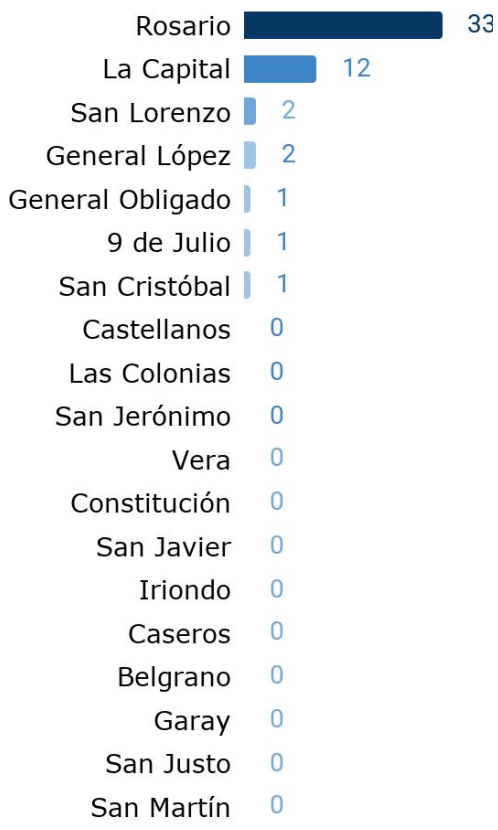 Rosario 33
La Capital 12
San Lorenzo 2
General López 2
General Obligado 1
9 de Julio 1
San Cristóbal 1
Castellanos 0
Las Colonias 0
San Jerónimo 0
Vera 0
Constitución 0
San Javier 0
Iriondo 0
Caseros 0
Belgrano 0
Garay 0
San Justo 0
San Martín 0